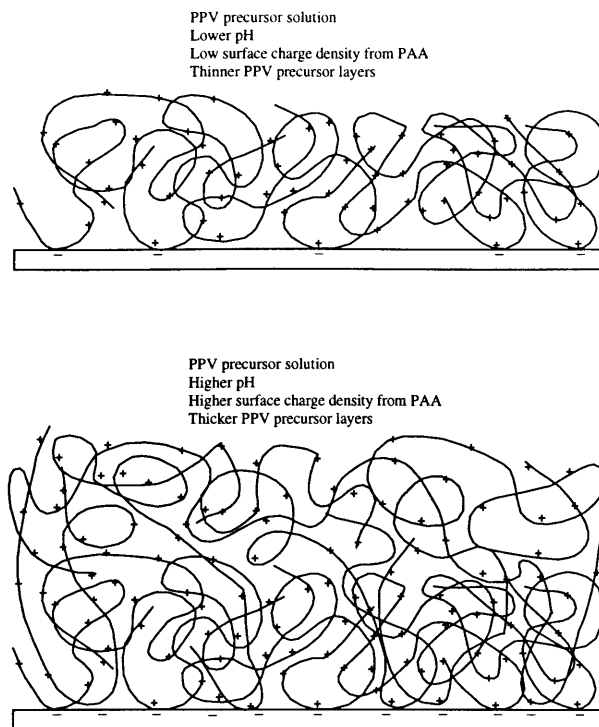 PPV precursor solution
Lower pH
Low surface charge density from PAA
Thinner PPV precursor layers
PPV precursor solution
Higher pH
Higher surface charge density from PAA
Thicker PPV precursor layers